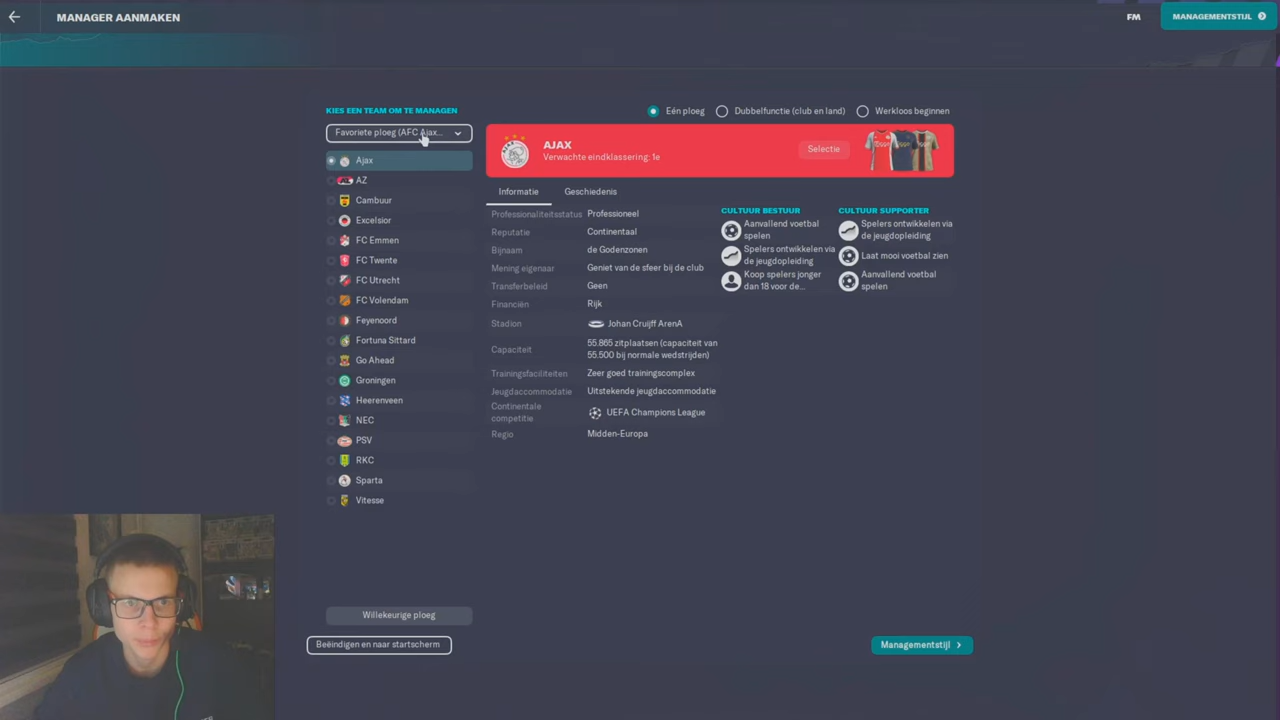 MANAGER AANMAKEN
FM
MANAGEMENTSTIJL
KIES EEN TEAM OM TE MANAGEN
Eén ploeg
Dubbelfunctie (club en land)
Werkloos beginnen
Favoriete ploeg (AFC Ajax...
AJAX
Verwachte eindklassering: 1e
Selectie
Ajax
AZ
Cambuur
Excelsior
FC Emmen
FC Twente
FC Utrecht
FC Volendam
Feyenoord
Fortuna Sittard
Go Ahead
Groningen
Heerenveen
NEC
PSV
RKC
Sparta
Vitesse
Informatie
Geschiedenis
Professionaliteitsstatus Professioneel
Reputatie Continentaal
Bijnaam de Godenzonen
Mening eigenaar Geniet van de sfeer bij de club
Transferbeleid Geen
Financiën Rijk
Stadion Johan Cruijff ArenA
Capaciteit 55.865 zitplaatsen (capaciteit van
55.500 bij normale wedstrijden)
Trainingsfaciliteiten Zeer goed trainingscomplex
Jeugdaccommodatie Uitstekende jeugdaccommodatie
Continentale
competitie
UEFA Champions League
Regio Midden-Europa
CULTUUR BESTUUR
Aanvallend voetbal
spelen
Spelers ontwikkelen via
de jeugdopleiding
Koop spelers jonger
dan 18 voor de...
CULTUUR SUPPORTER
Spelers ontwikkelen via
de jeugdopleiding
Laat mooi voetbal zien
Aanvallend voetbal
spelen
Willekeurige ploeg
Beëindigen en naar startscherm
Managementstijl